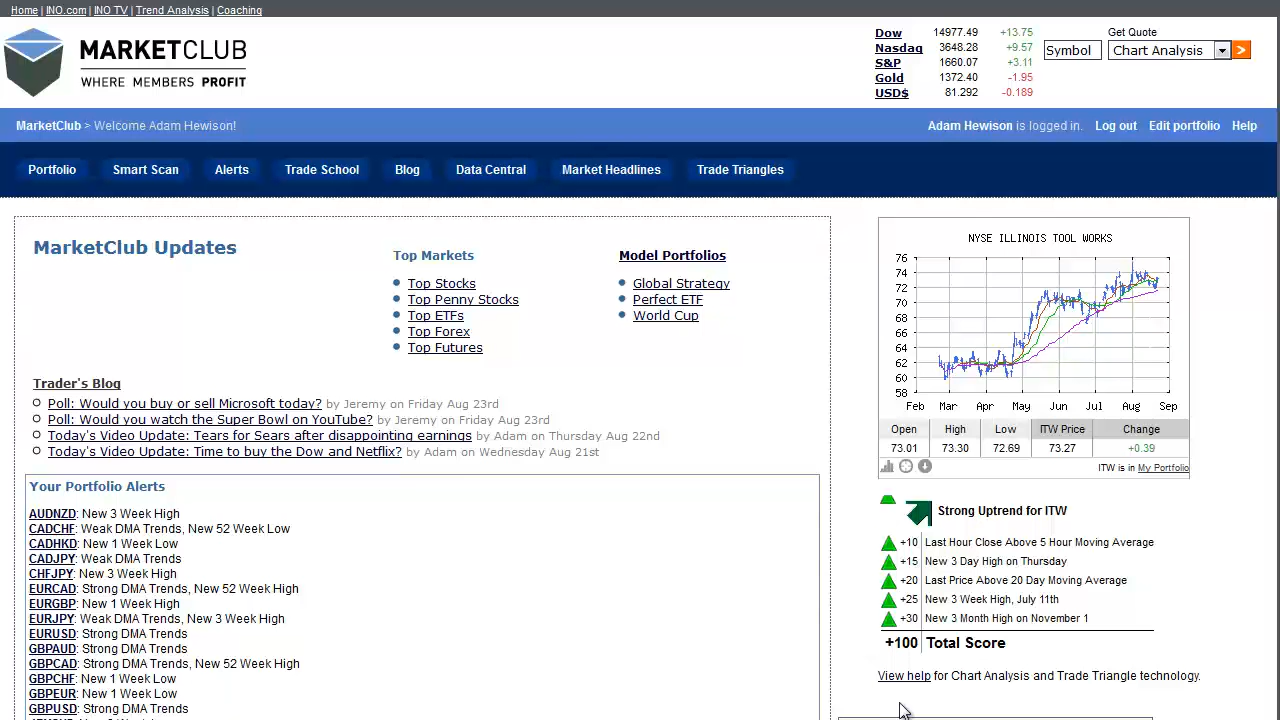 Home | INO.com | INO TV | Trend Analysis | Coaching
MARKETCLUB
WHERE MEMBERS PROFIT
Dow 14977.49 +13.75
Nasdaq 3648.28 +9.57
S&P 1660.07 +3.11
Gold 1372.40 -1.95
USD$ 81.292 -0.189
Get Quote
Symbol Chart Analysis
MarketClub > Welcome Adam Hewison!
Adam Hewison is logged in. Log out Edit portfolio Help
Portfolio Smart Scan Alerts Trade School Blog Data Central Market Headlines Trade Triangles
MarketClub Updates
Top Markets
Top Stocks
Top Penny Stocks
Top ETFs
Top Forex
Top Futures
Model Portfolios
Global Strategy
Perfect ETF
World Cup
Trader's Blog
Poll: Would you buy or sell Microsoft today? by Jeremy on Friday Aug 23rd
Poll: Would you watch the Super Bowl on YouTube? by Jeremy on Friday Aug 23rd
Today's Video Update: Tears for Sears after disappointing earnings by Adam on Thursday Aug 22nd
Today's Video Update: Time to buy the Dow and Netflix? by Adam on Wednesday Aug 21st
Your Portfolio Alerts
AUDNZD: New 3 Week High
CADCHF: Weak DMA Trends, New 52 Week Low
CADHKD: New 1 Week Low
CADJPY: Weak DMA Trends
CHFJPY: New 3 Week High
EURCAD: Strong DMA Trends, New 52 Week High
EURGBP: New 1 Week High
EURJPY: Weak DMA Trends, New 3 Week High
EURUSD: Strong DMA Trends
GBPAUD: Strong DMA Trends
GBPCAD: Strong DMA Trends, New 52 Week High
GBPCHF: New 1 Week Low
GBPEUR: New 1 Week Low
GBPUSD: Strong DMA Trends
NYSE ILLINOIS TOOL WORKS
76
74
72
70
68
66
64
62
60
58
Feb Mar Apr May Jun Jul Aug Sep
Open High Low ITW Price Change
73.01 73.30 72.69 73.27 +0.39
ITW is in My Portfolio
Strong Uptrend for ITW
+10 Last Hour Close Above 5 Hour Moving Average
+15 New 3 Day High on Thursday
+20 Last Price Above 20 Day Moving Average
+25 New 3 Week High, July 11th
+30 New 3 Month High on November 1
+100 Total Score
View help for Chart Analysis and Trade Triangle technology.